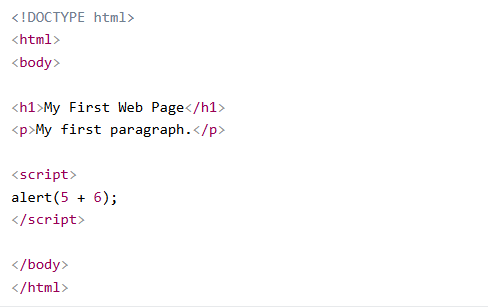 <!DOCTYPE html>
<html>
<body>
<h1>My First Web Page</h1>
<p>My first paragraph.</p>
<script>
alert(5 + 6);
</script>
</body>
</html>